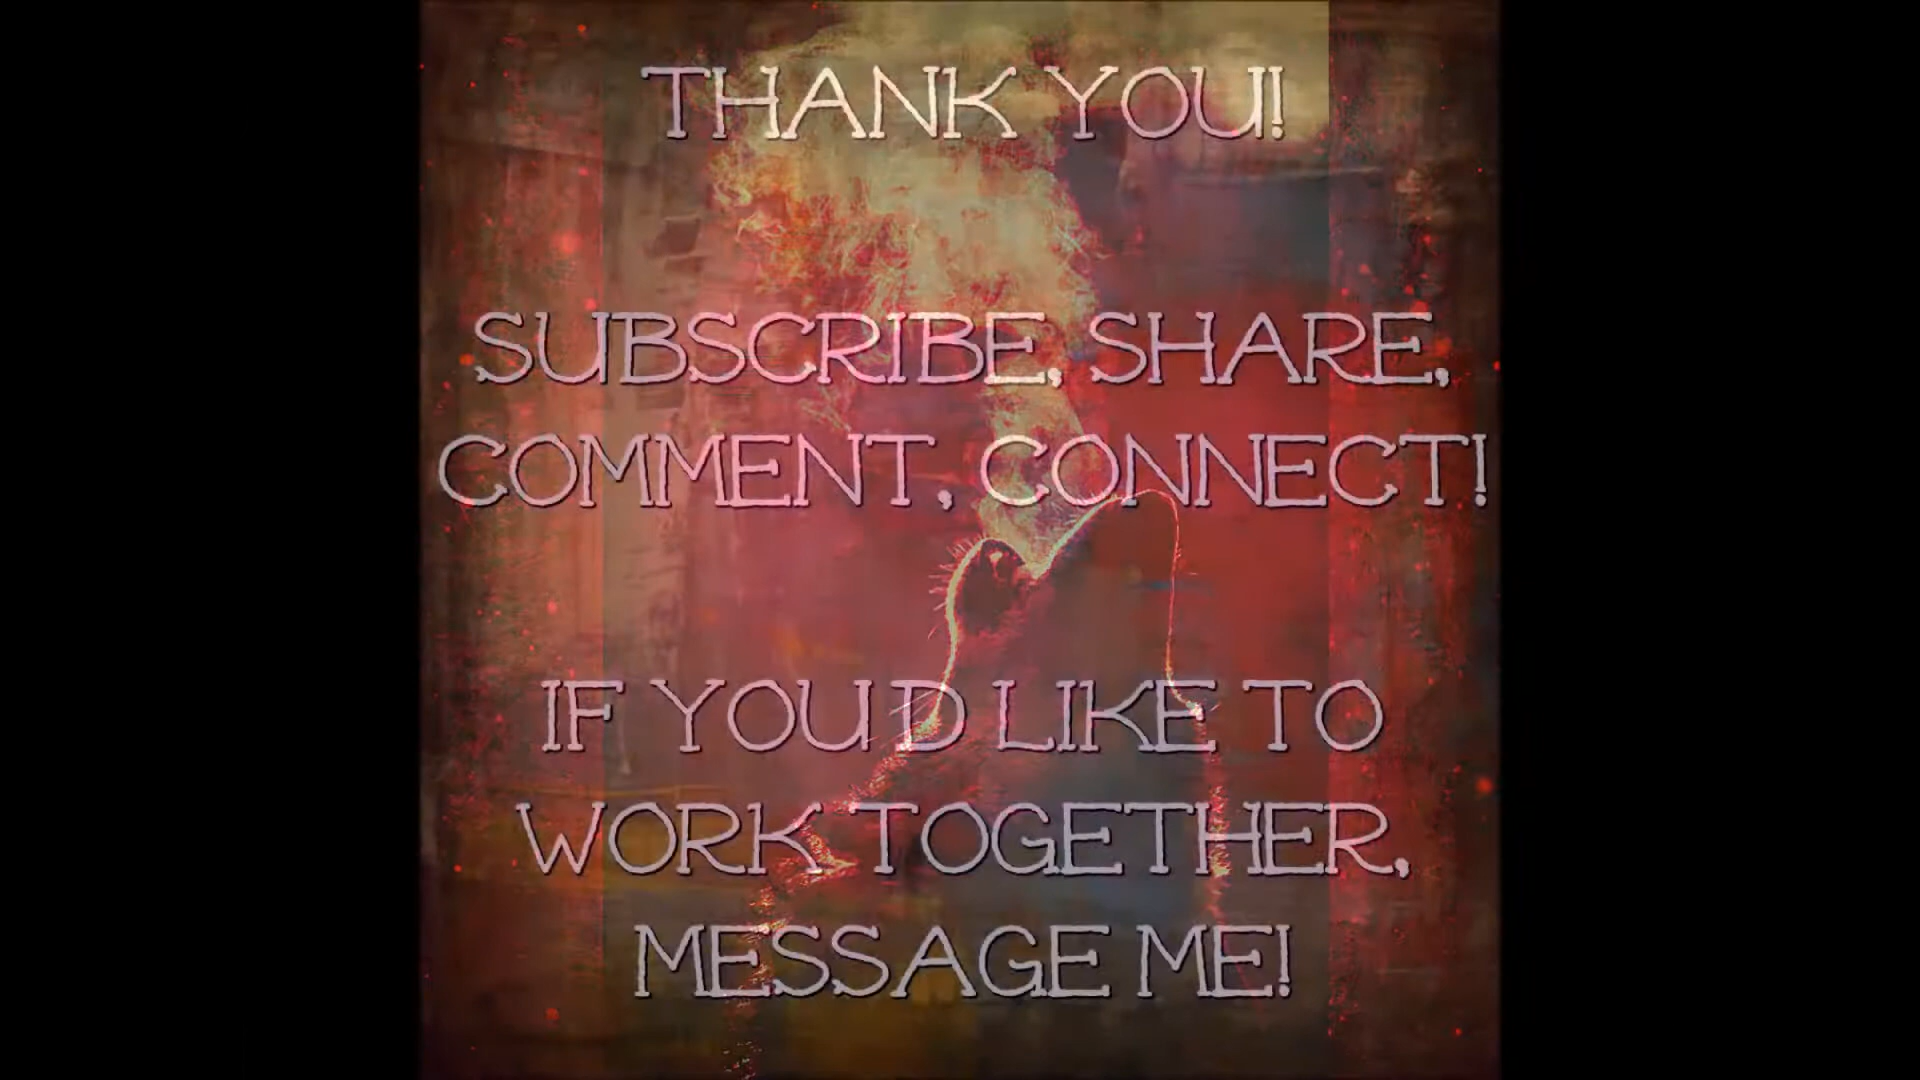 THANK YOU!
SUBSCRIBE, SHARE,
COMMENT, CONNECT!
IF YOU'D LIKE TO
WORK TOGETHER,
MESSAGE ME!